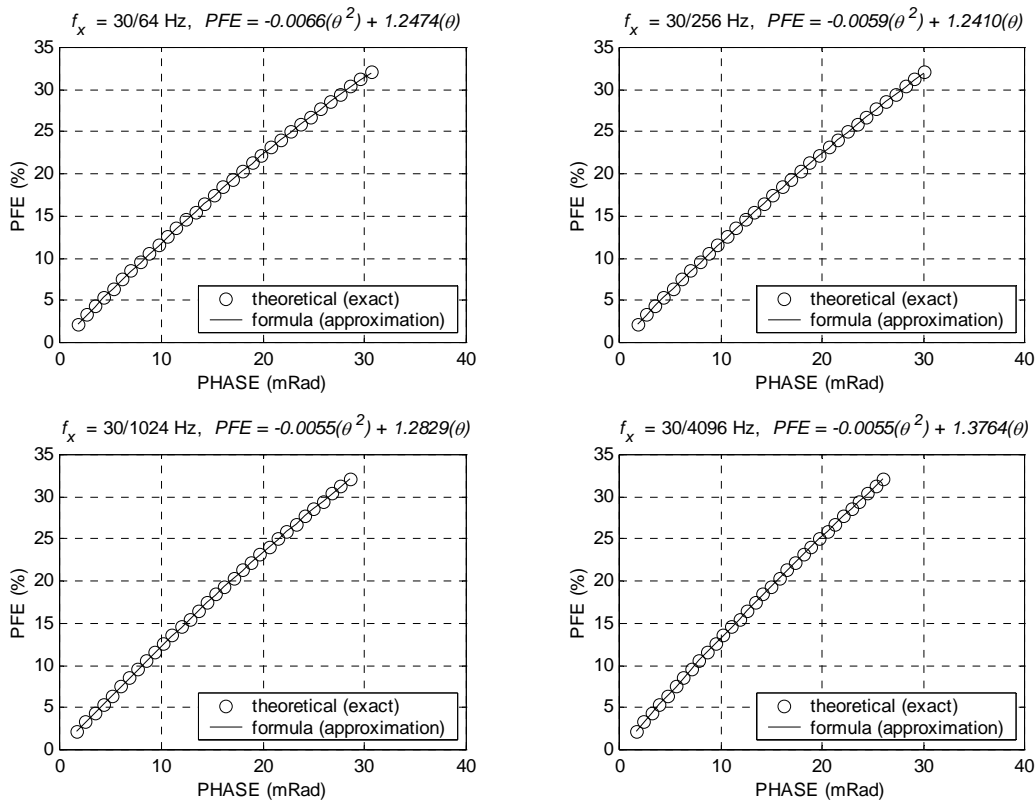 f_x = 30/64 Hz, PFE = -0.0066(θ²) + 1.2474(θ)
35
30
25
20
15
10
5
0
PFE (%)
theoretical (exact)
formula (approximation)
0 10 20 30 40
PHASE (mRad)
f_x = 30/256 Hz, PFE = -0.0059(θ²) + 1.2410(θ)
35
30
25
20
15
10
5
0
PFE (%)
theoretical (exact)
formula (approximation)
0 10 20 30 40
PHASE (mRad)
f_x = 30/1024 Hz, PFE = -0.0055(θ²) + 1.2829(θ)
35
30
25
20
15
10
5
0
PFE (%)
theoretical (exact)
formula (approximation)
0 10 20 30 40
PHASE (mRad)
f_x = 30/4096 Hz, PFE = -0.0055(θ²) + 1.3764(θ)
35
30
25
20
15
10
5
0
PFE (%)
theoretical (exact)
formula (approximation)
0 10 20 30 40
PHASE (mRad)